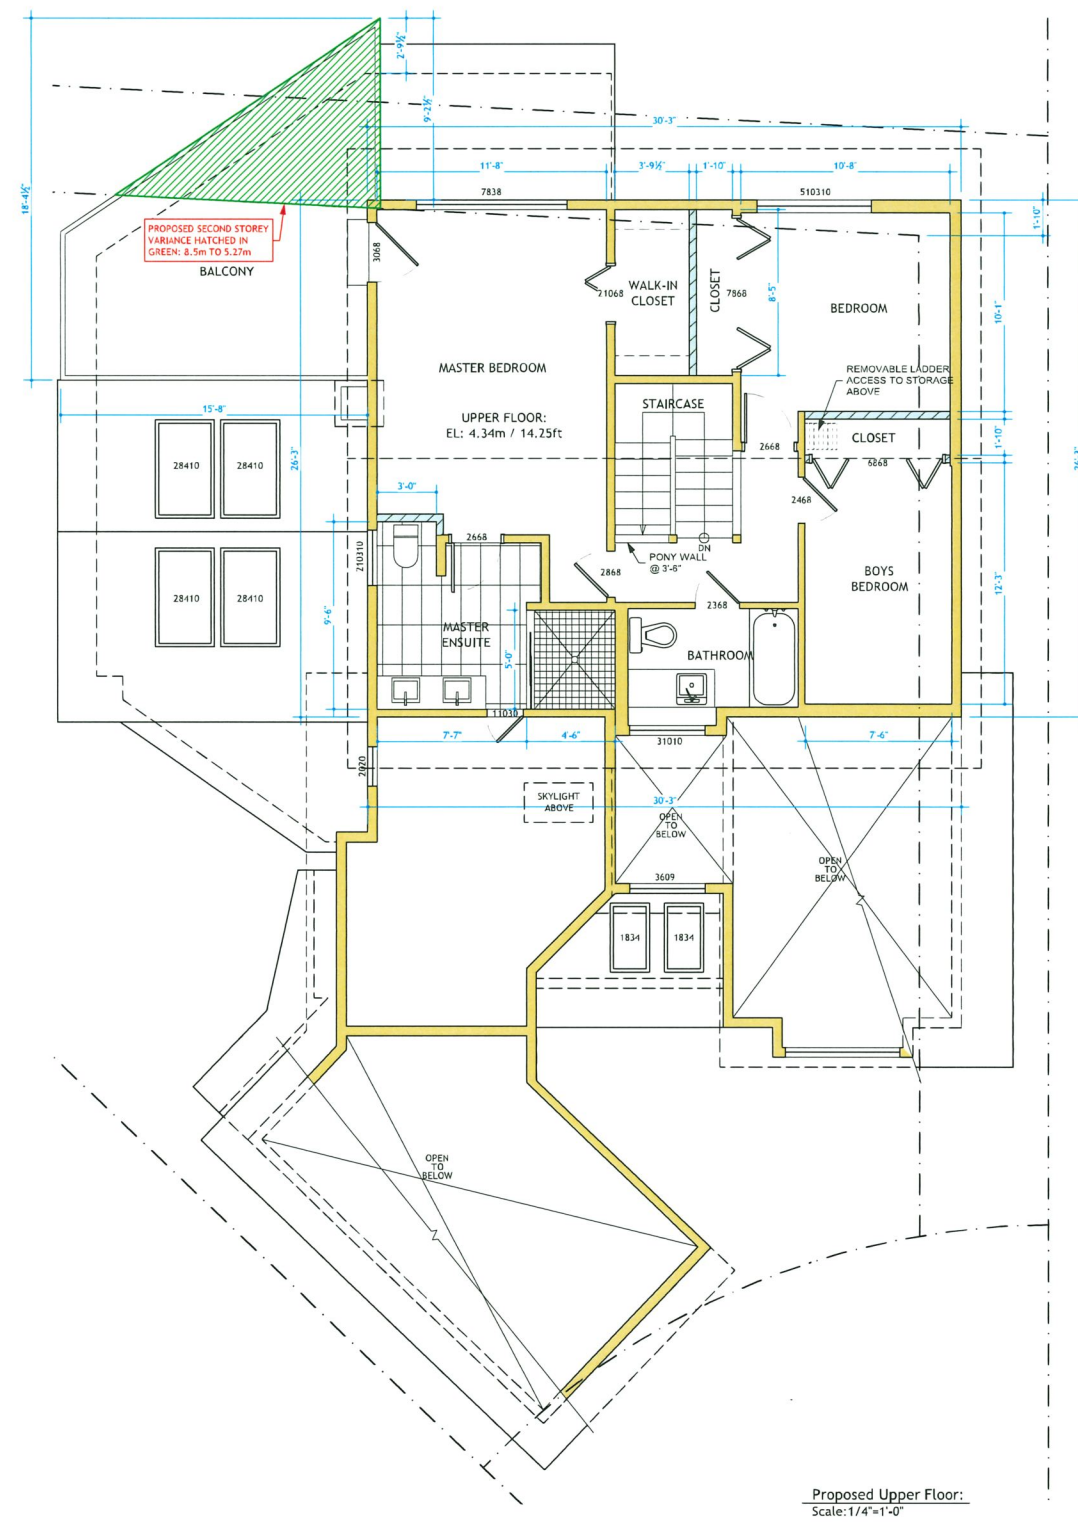 2'-9½"
9'-2½"
18'-4½"
30'-3"
11'-8"
3'-9½"
1'-10"
10'-8"
7838
510310
1'-10"
PROPOSED SECOND STOREY
VARIANCE HATCHED IN
GREEN: 8.5m TO 5.27m
BALCONY
3068
21068
WALK-IN
CLOSET
CLOSET
7868
8'-5"
BEDROOM
10'-1"
MASTER BEDROOM
REMOVABLE LADDER
ACCESS TO STORAGE
ABOVE
15'-8"
STAIRCASE
UPPER FLOOR:
EL: 4.34m / 14.25ft
CLOSET
1'-10"
2668
6868
28410
28410
26'-3"
26'-3"
3'-0"
2468
2668
DN
210310
PONY WALL
@ 3'-6"
2868
BOYS
BEDROOM
12'-3"
28410
28410
9'-6"
2368
MASTER
ENSUITE
5'-0"
BATHROOM
11030
7'-7"
4'-6"
31010
7'-6"
2020
SKYLIGHT
ABOVE
30'-3"
OPEN
TO
BELOW
OPEN
TO
BELOW
3609
1834
1834
OPEN
TO
BELOW
Proposed Upper Floor:
Scale:1/4"=1'-0"